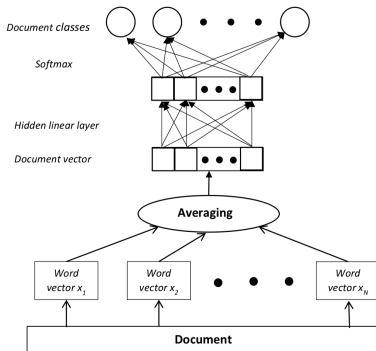 Document classes
Softmax
Hidden linear layer
Document vector
Averaging
Word vector x1
Word vector x2
Word vector xN
Document